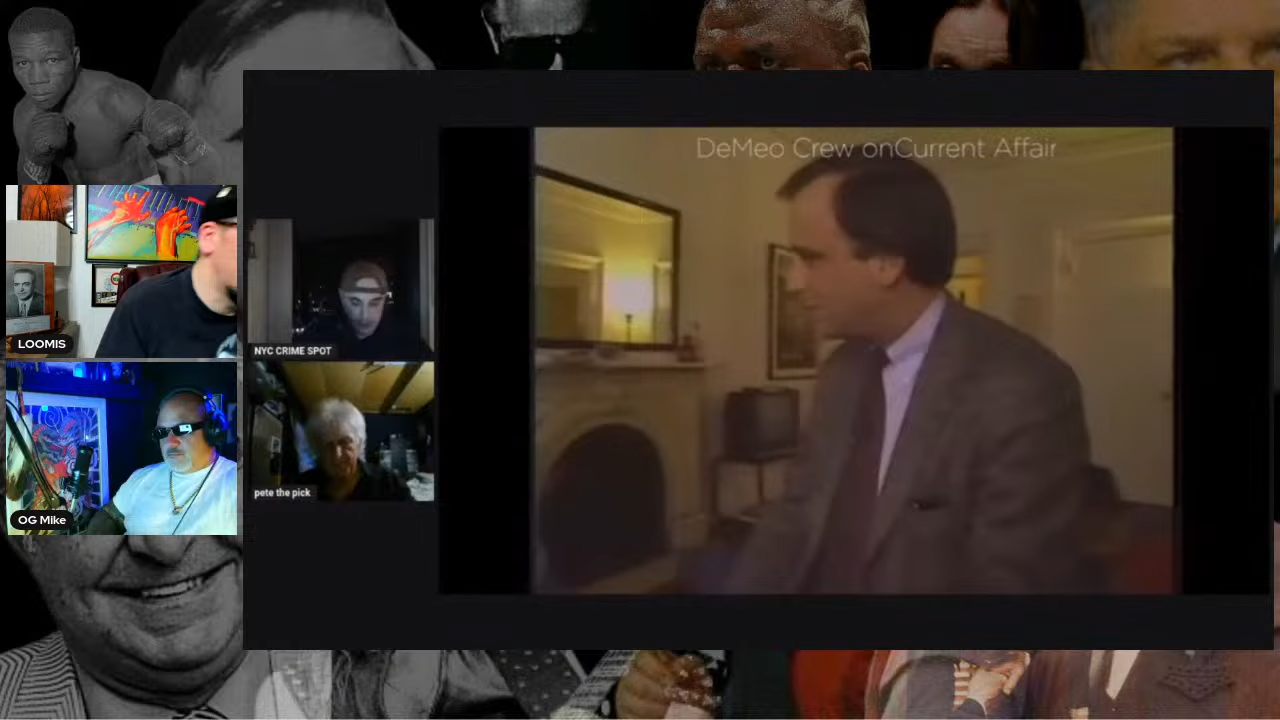 DeMeo Crew onCurrent Affair
LOOMIS
NYC CRIME SPOT
pete the pick
OG Mike